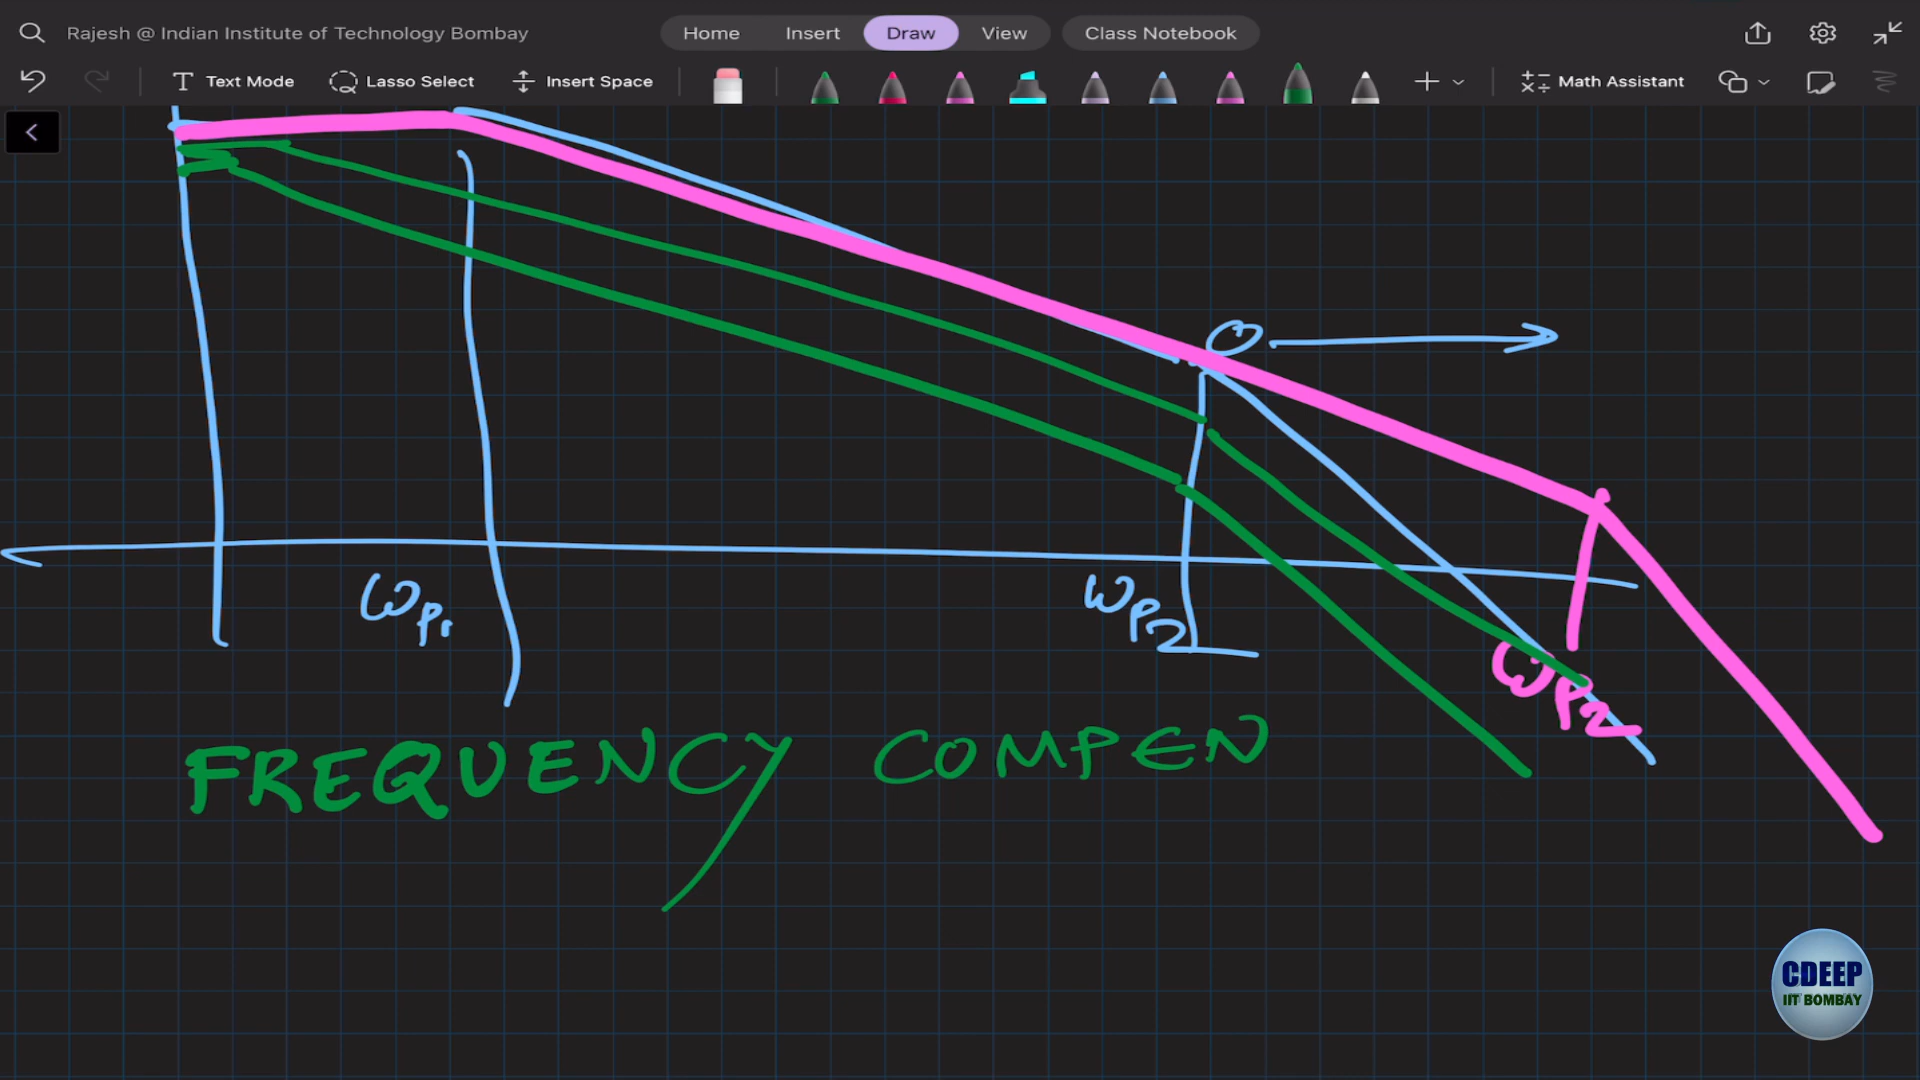 Rajesh @ Indian Institute of Technology Bombay
Home Insert Draw View Class Notebook
Text Mode Lasso Select Insert Space Math Assistant
ωp1 ωp2
ωp2
FREQUENCY COMPEN
CDEEP
IIT BOMBAY